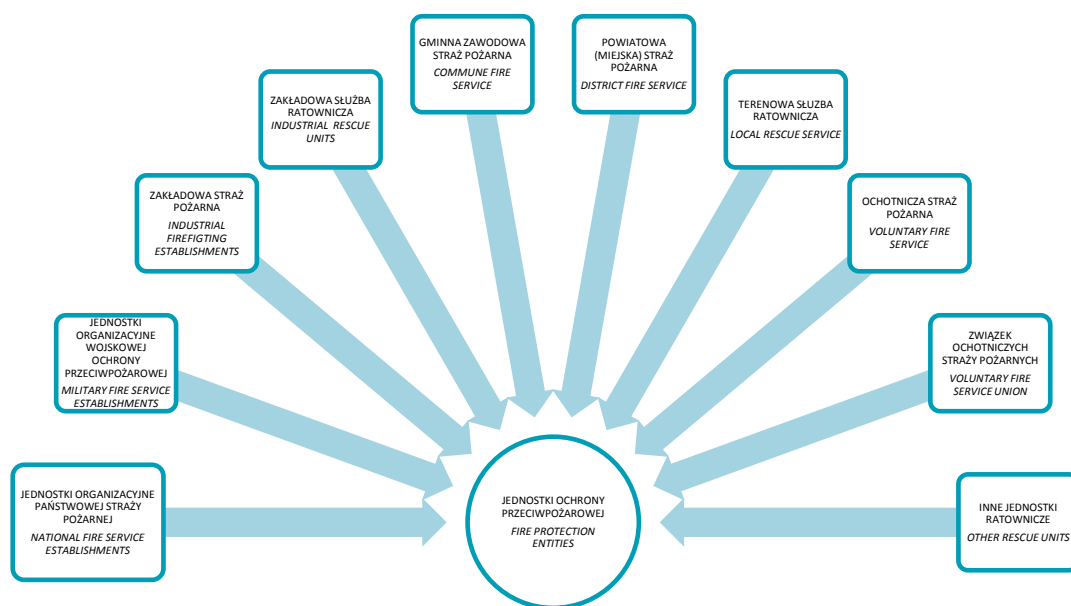 GMINNA ZAWODOWA
STRAŻ POŻARNA
COMMUNE FIRE
SERVICE
POWIATOWA
(MIEJSKA) STRAŻ
POŻARNA
DISTRICT FIRE SERVICE
ZAKŁADOWA SŁUŻBA
RATOWNICZA
INDUSTRIAL RESCUE
UNITS
TERENOWA SŁUZBA
RATOWNICZA
LOCAL RESCUE SERVICE
ZAKŁADOWA STRAŻ
POŻARNA
INDUSTRIAL
FIREFIGTING
ESTABLISHMENTS
OCHOTNICZA STRAŻ
POŻARNA
VOLUNTARY FIRE
SERVICE
JEDNOSTKI
ORGANIZACYJNE
WOJSKOWEJ
OCHRONY
PRZECIWPOŻAROWEJ
MILITARY FIRE SERVICE
ESTABLISHMENTS
ZWIĄZEK
OCHOTNICZYCH
STRAŻY POŻARNYCH
VOLUNTARY FIRE
SERVICE UNION
JEDNOSTKI ORGANIZACYJNE
PAŃSTWOWEJ STRAŻY
POŻARNEJ
NATIONAL FIRE SERVICE
ESTABLISHMENTS
JEDNOSTKI OCHRONY
PRZECIWPOŻAROWEJ
FIRE PROTECTION
ENTITIES
INNE JEDNOSTKI
RATOWNICZE
OTHER RESCUE UNITS